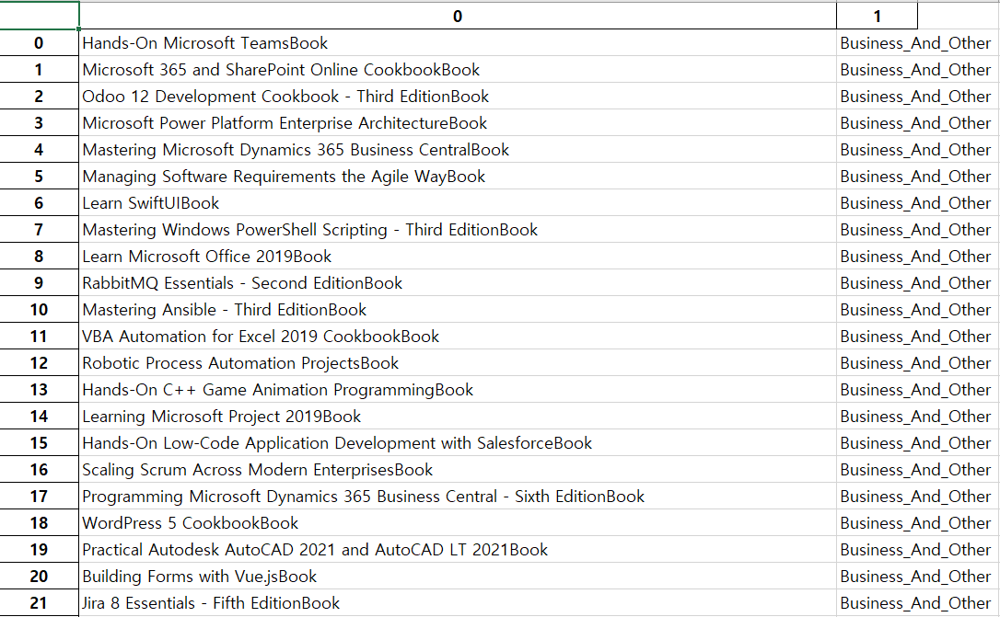 0 1
0 Hands-On Microsoft TeamsBook Business_And_Other
1 Microsoft 365 and SharePoint Online CookbookBook Business_And_Other
2 Odoo 12 Development Cookbook - Third EditionBook Business_And_Other
3 Microsoft Power Platform Enterprise ArchitectureBook Business_And_Other
4 Mastering Microsoft Dynamics 365 Business CentralBook Business_And_Other
5 Managing Software Requirements the Agile WayBook Business_And_Other
6 Learn SwiftUIBook Business_And_Other
7 Mastering Windows PowerShell Scripting - Third EditionBook Business_And_Other
8 Learn Microsoft Office 2019Book Business_And_Other
9 RabbitMQ Essentials - Second EditionBook Business_And_Other
10 Mastering Ansible - Third EditionBook Business_And_Other
11 VBA Automation for Excel 2019 CookbookBook Business_And_Other
12 Robotic Process Automation ProjectsBook Business_And_Other
13 Hands-On C++ Game Animation ProgrammingBook Business_And_Other
14 Learning Microsoft Project 2019Book Business_And_Other
15 Hands-On Low-Code Application Development with SalesforceBook Business_And_Other
16 Scaling Scrum Across Modern EnterprisesBook Business_And_Other
17 Programming Microsoft Dynamics 365 Business Central - Sixth EditionBook Business_And_Other
18 WordPress 5 CookbookBook Business_And_Other
19 Practical Autodesk AutoCAD 2021 and AutoCAD LT 2021Book Business_And_Other
20 Building Forms with Vue.jsBook Business_And_Other
21 Jira 8 Essentials - Fifth EditionBook Business_And_Other